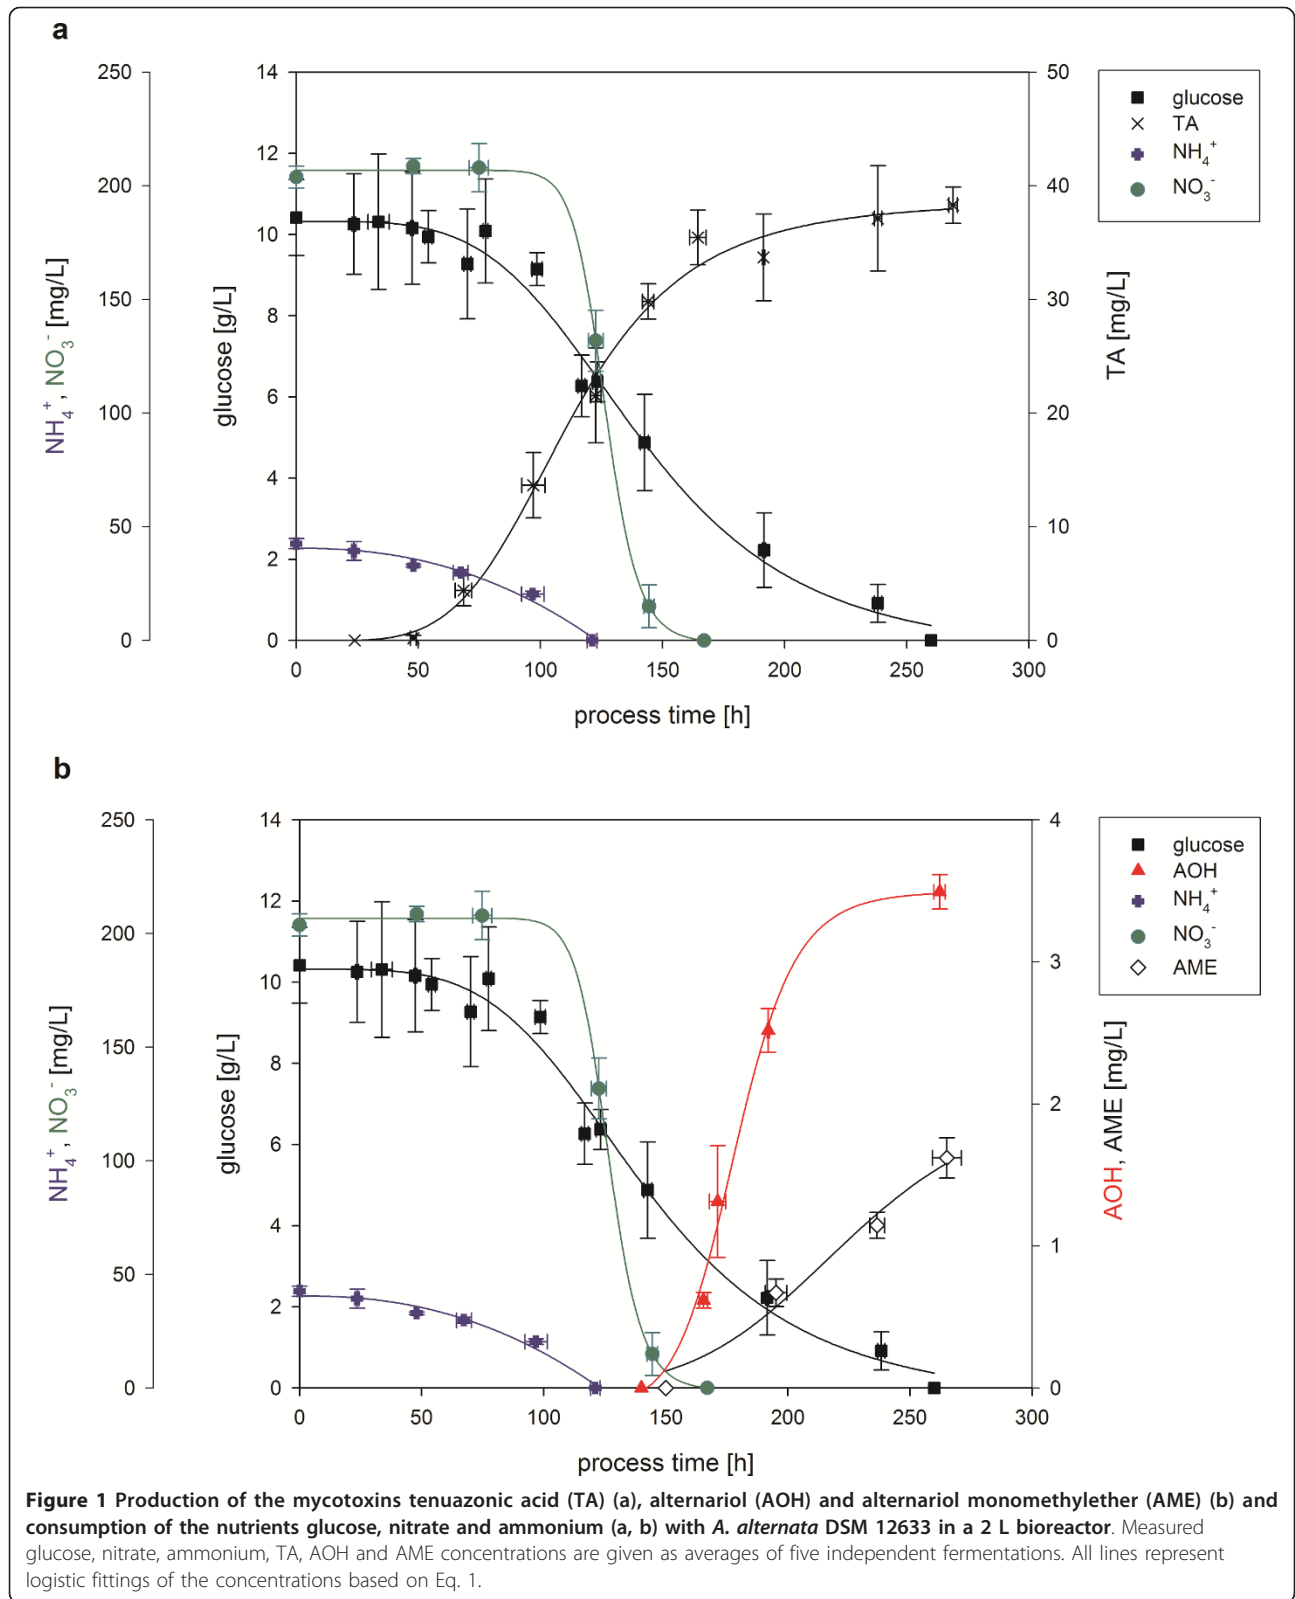 a
250
200
150
100
50
0
NH4+, NO3- [mg/L]
14
12
10
8
6
4
2
0
glucose [g/L]
50
40
30
20
10
0
TA [mg/L]
0 50 100 150 200 250 300
process time [h]
glucose
TA
NH4+
NO3-
b
250
200
150
100
50
0
NH4+, NO3- [mg/L]
14
12
10
8
6
4
2
0
glucose [g/L]
4
3
2
1
0
AOH, AME [mg/L]
0 50 100 150 200 250 300
process time [h]
glucose
AOH
NH4+
NO3-
AME
Figure 1 Production of the mycotoxins tenuazonic acid (TA) (a), alternariol (AOH) and alternariol monomethylether (AME) (b) and
consumption of the nutrients glucose, nitrate and ammonium (a, b) with A. alternata DSM 12633 in a 2 L bioreactor. Measured
glucose, nitrate, ammonium, TA, AOH and AME concentrations are given as averages of five independent fermentations. All lines represent
logistic fittings of the concentrations based on Eq. 1.